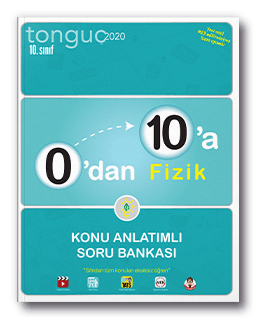 tonguç 2020
10. sınıf
0'dan 10'a
Fizik
KONU ANLATIMLI
SORU BANKASI
"Sıfırdan tüm konuları eksiksiz öğren"